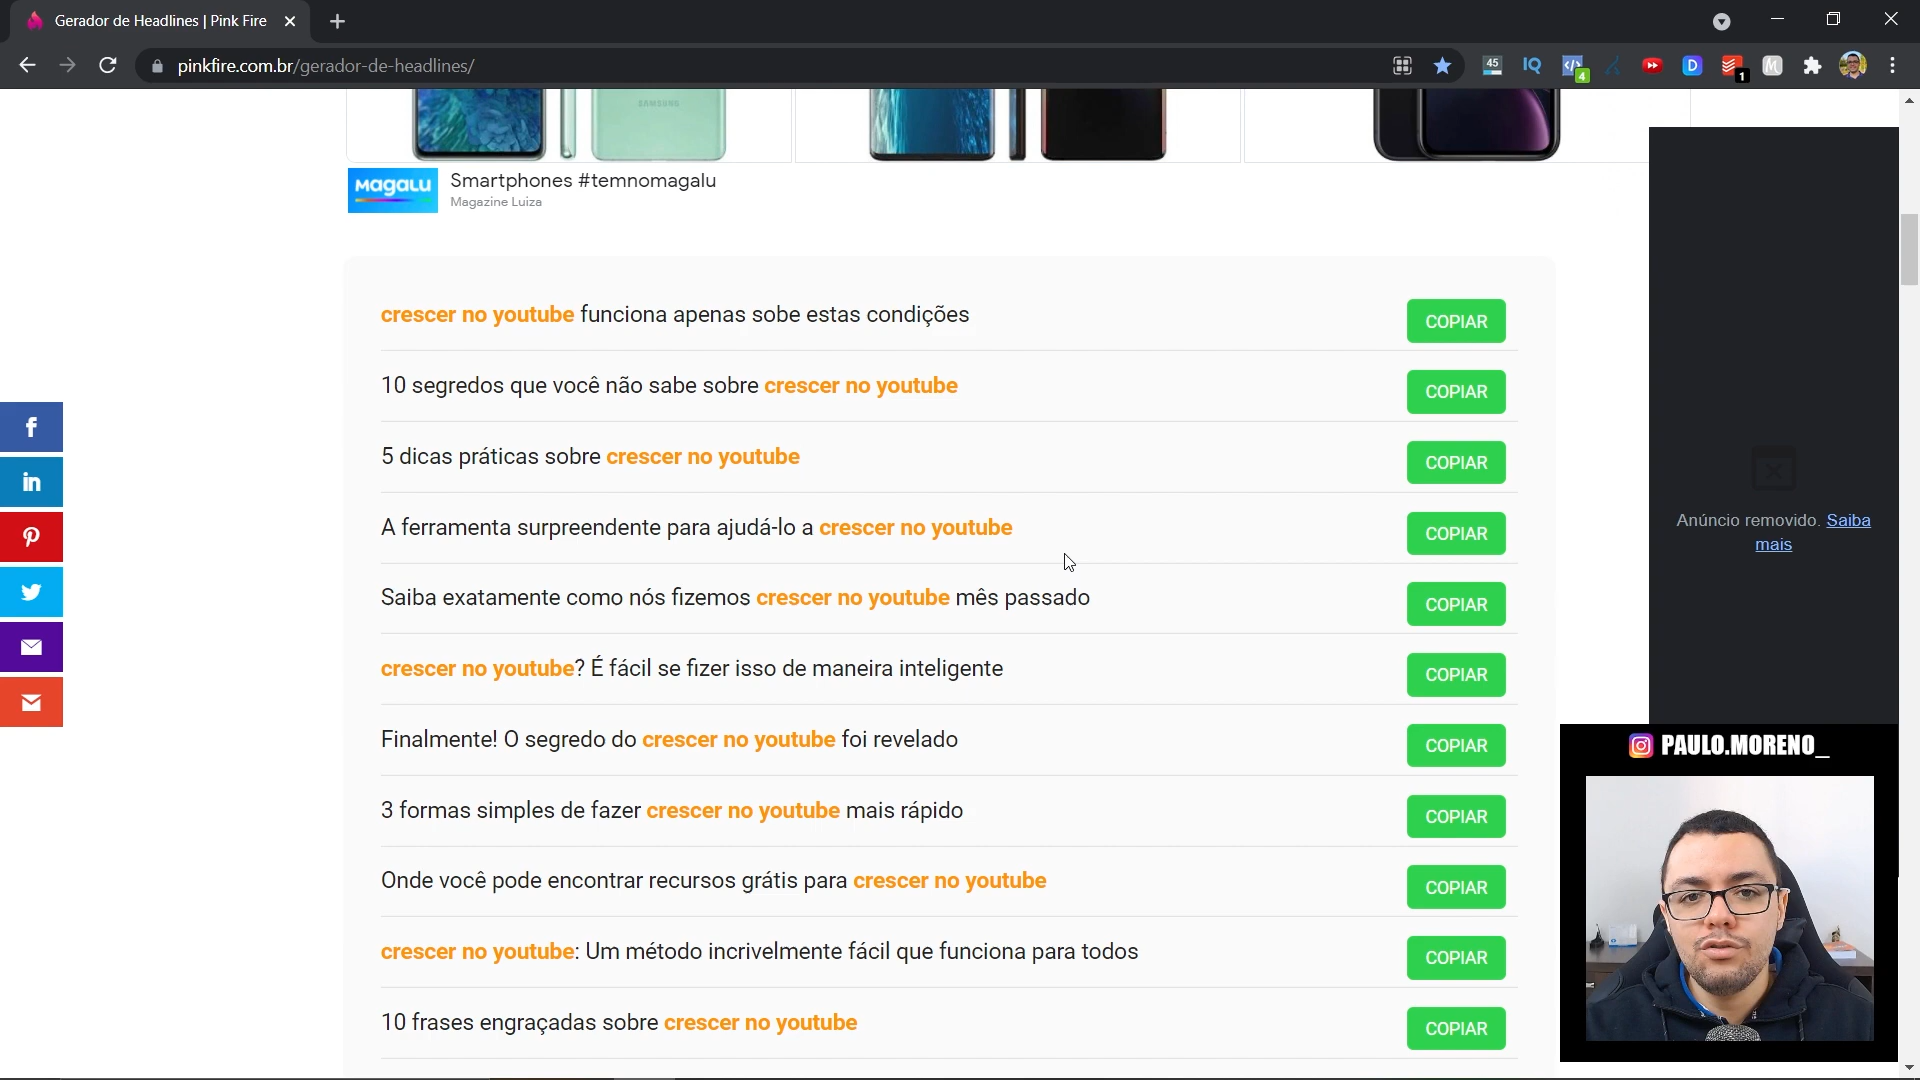 Gerador de Headlines | Pink Fire
pinkfire.com.br/gerador-de-headlines/
45
IQ
4
D
1
M
SAMSUNG
MAGALU
Smartphones #temnomagalu
Magazine Luiza
crescer no youtube funciona apenas sobe estas condições
COPIAR
10 segredos que você não sabe sobre crescer no youtube
COPIAR
5 dicas práticas sobre crescer no youtube
COPIAR
A ferramenta surpreendente para ajudá-lo a crescer no youtube
COPIAR
Saiba exatamente como nós fizemos crescer no youtube mês passado
COPIAR
crescer no youtube? É fácil se fizer isso de maneira inteligente
COPIAR
Finalmente! O segredo do crescer no youtube foi revelado
COPIAR
3 formas simples de fazer crescer no youtube mais rápido
COPIAR
Onde você pode encontrar recursos grátis para crescer no youtube
COPIAR
crescer no youtube: Um método incrivelmente fácil que funciona para todos
COPIAR
10 frases engraçadas sobre crescer no youtube
COPIAR
Anúncio removido. Saiba
mais
PAULO.MORENO_